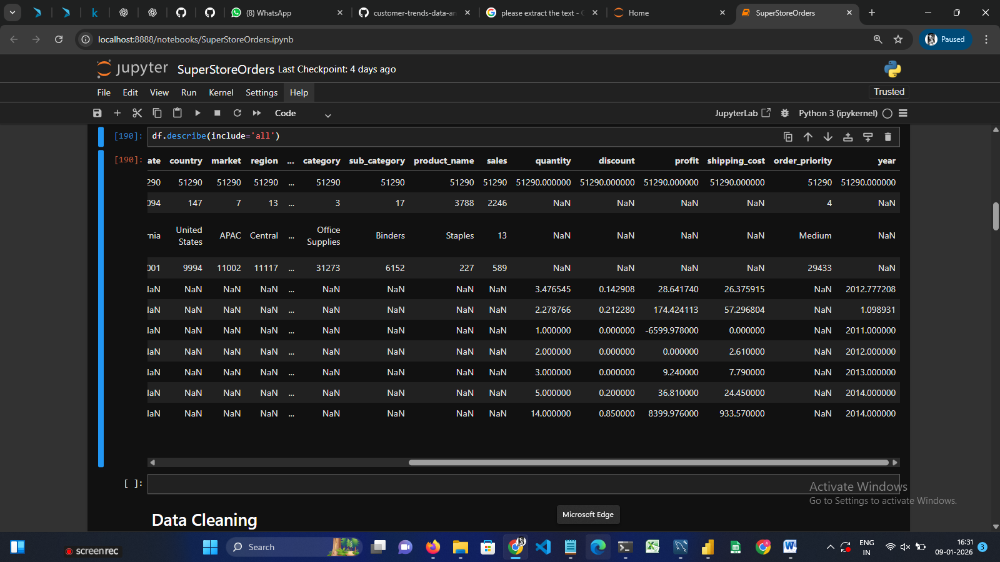 (8) WhatsApp
customer-trends-data-an
please extract the text - G
Home
SuperStoreOrders
localhost:8888/notebooks/SuperStoreOrders.ipynb
Paused
jupyter SuperStoreOrders Last Checkpoint: 4 days ago
File Edit View Run Kernel Settings Help
Trusted
Code
JupyterLab
Python 3 (ipykernel)
[190]: df.describe(include='all')
[190]: ate country market region ... category sub_category product_name sales quantity discount profit shipping_cost order_priority year
290 51290 51290 51290 ... 51290 51290 51290 51290 51290.000000 51290.000000 51290.000000 51290.000000 51290 51290.000000
094 147 7 13 ... 3 17 3788 2246 NaN NaN NaN NaN 4 NaN
rnia United States APAC Central ... Office Supplies Binders Staples 13 NaN NaN NaN NaN Medium NaN
001 9994 11002 11117 ... 31273 6152 227 589 NaN NaN NaN NaN 29433 NaN
NaN NaN NaN NaN ... NaN NaN NaN NaN 3.476545 0.142908 28.641740 26.375915 NaN 2012.777208
NaN NaN NaN NaN ... NaN NaN NaN NaN 2.278766 0.212280 174.424113 57.296804 NaN 1.098931
NaN NaN NaN NaN ... NaN NaN NaN NaN 1.000000 0.000000 -6599.978000 0.000000 NaN 2011.000000
NaN NaN NaN NaN ... NaN NaN NaN NaN 2.000000 0.000000 0.000000 2.610000 NaN 2012.000000
NaN NaN NaN NaN ... NaN NaN NaN NaN 3.000000 0.000000 9.240000 7.790000 NaN 2013.000000
NaN NaN NaN NaN ... NaN NaN NaN NaN 5.000000 0.200000 36.810000 24.450000 NaN 2014.000000
NaN NaN NaN NaN ... NaN NaN NaN NaN 14.000000 0.850000 8399.976000 933.570000 NaN 2014.000000
[ ]:
Activate Windows
Go to Settings to activate Windows.
Data Cleaning
Microsoft Edge
screenrec
Search
ENG
IN
16:31
09-01-2026
3